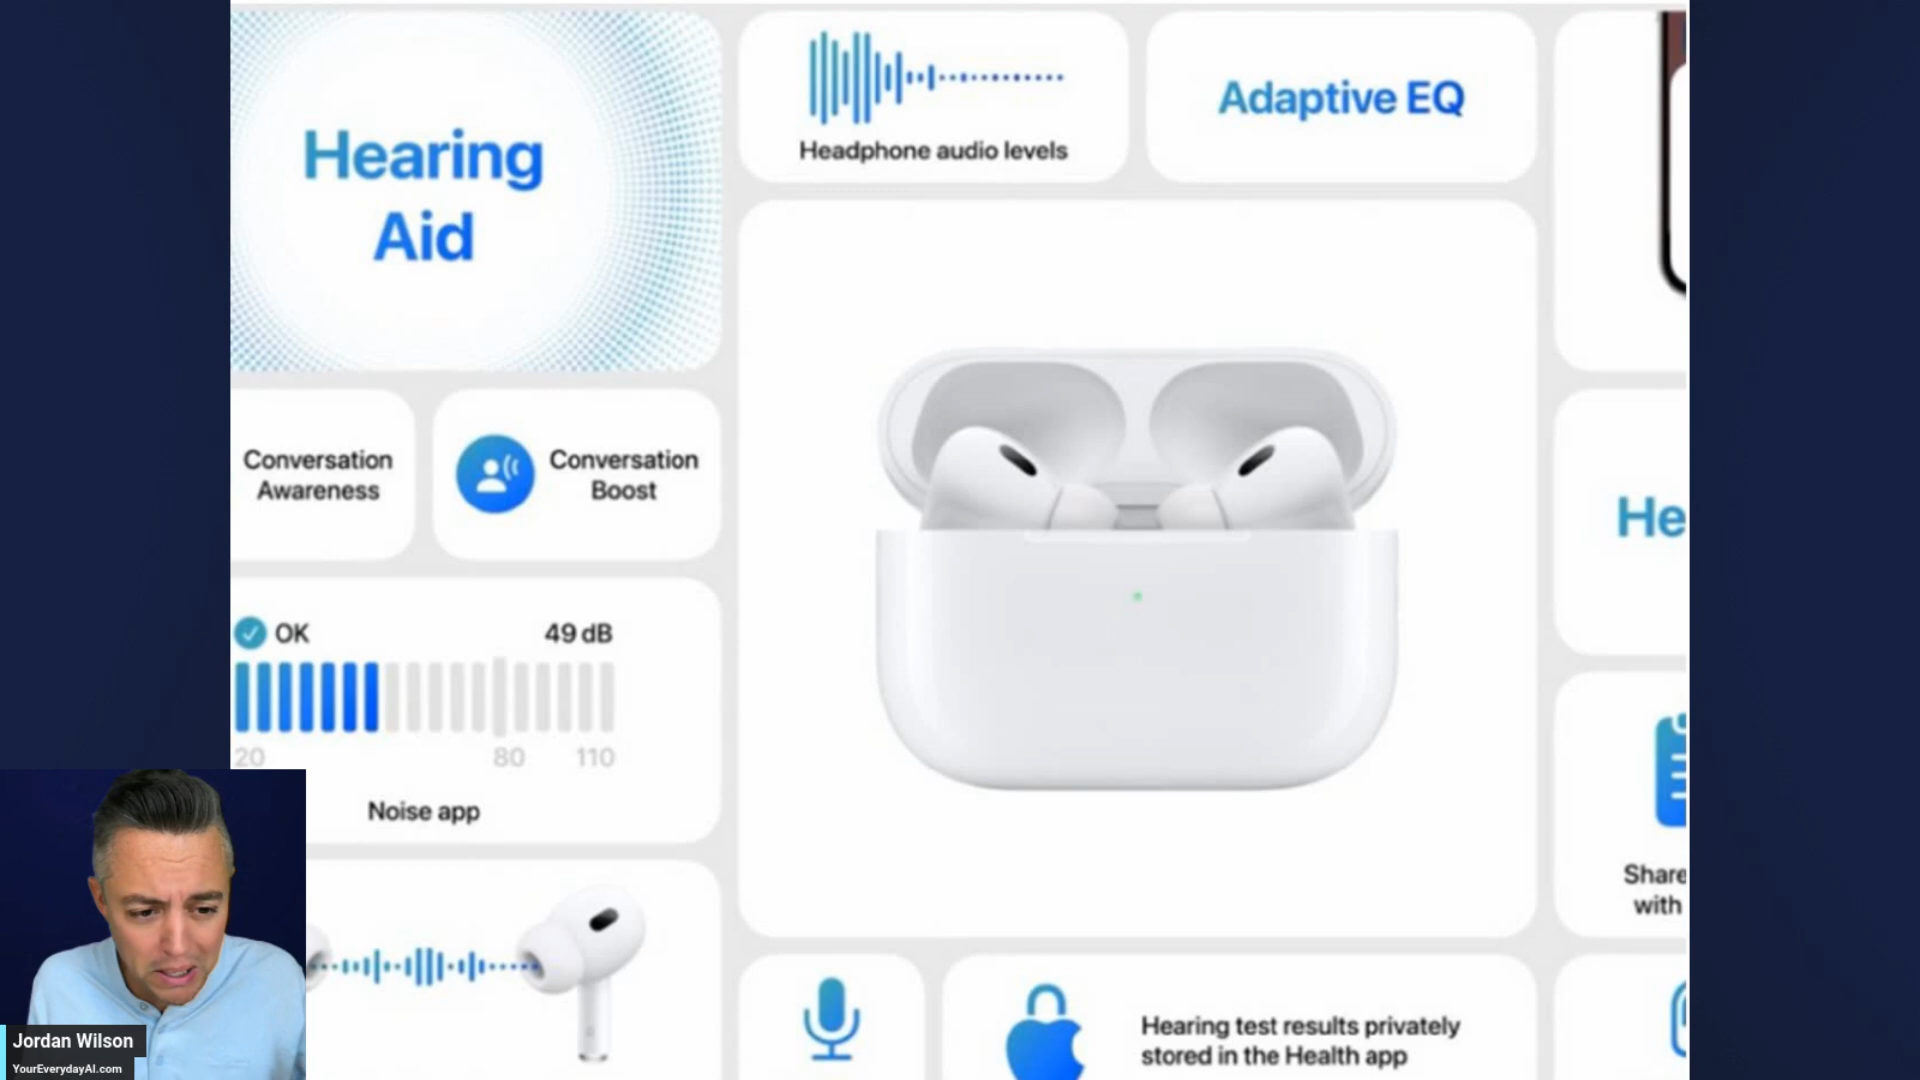 Hearing
Aid
Headphone audio levels
Adaptive EQ
Conversation
Awareness
Conversation
Boost
He
OK
49 dB
20
80
110
Noise app
Share
with
Hearing test results privately
stored in the Health app
Jordan Wilson
YourEverydayAI.com